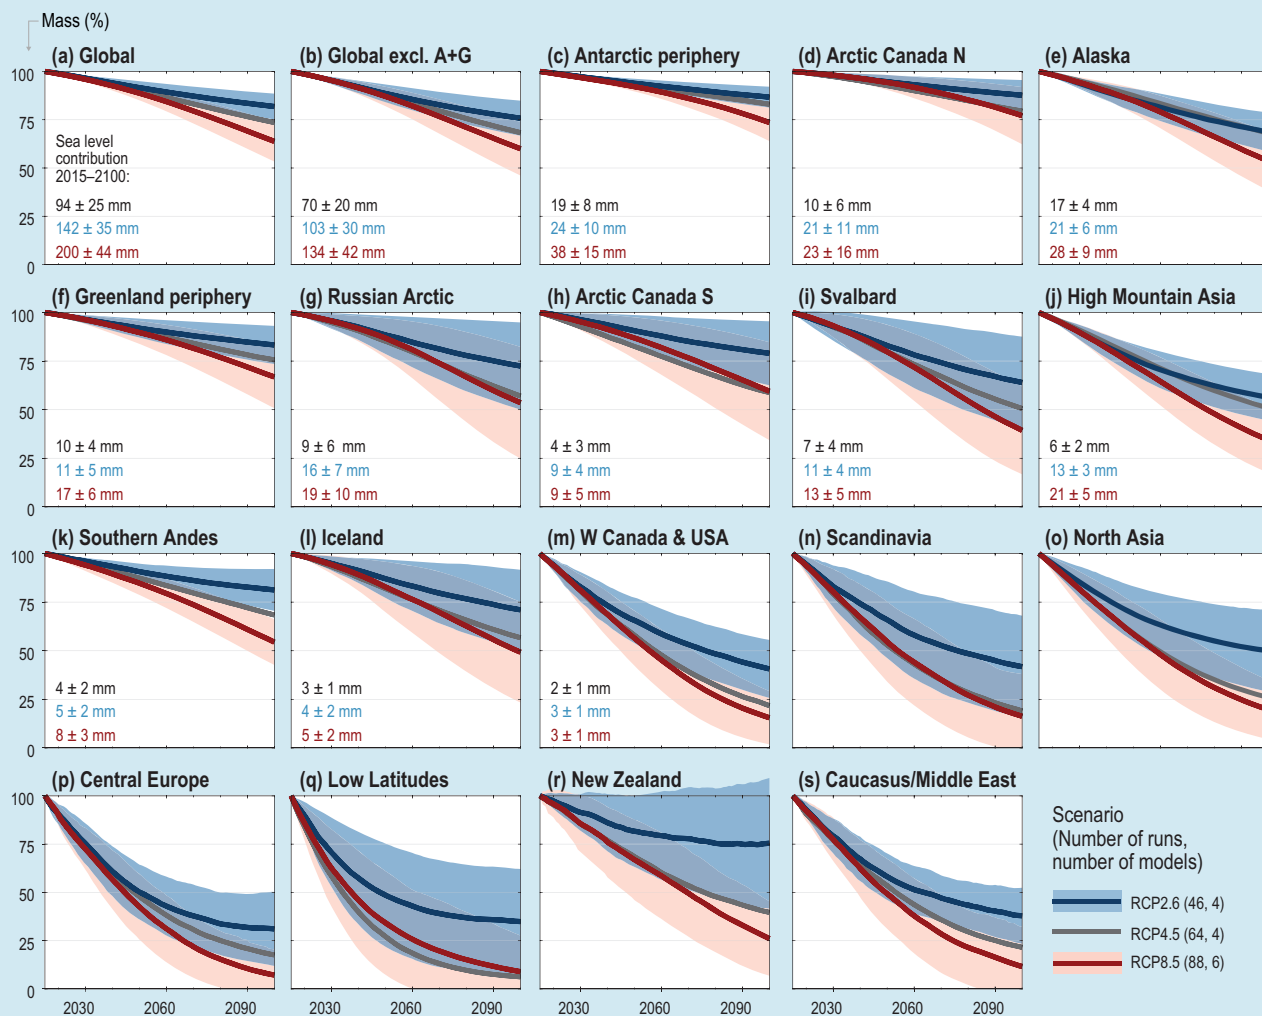 Mass (%)
(a) Global
(b) Global excl. A+G
(c) Antarctic periphery
(d) Arctic Canada N
(e) Alaska
100
75
50
25
0
Sea level
contribution
2015–2100:
94 ± 25 mm
142 ± 35 mm
200 ± 44 mm
70 ± 20 mm
103 ± 30 mm
134 ± 42 mm
19 ± 8 mm
24 ± 10 mm
38 ± 15 mm
10 ± 6 mm
21 ± 11 mm
23 ± 16 mm
17 ± 4 mm
21 ± 6 mm
28 ± 9 mm
(f) Greenland periphery
(g) Russian Arctic
(h) Arctic Canada S
(i) Svalbard
(j) High Mountain Asia
100
75
50
25
0
10 ± 4 mm
11 ± 5 mm
17 ± 6 mm
9 ± 6 mm
16 ± 7 mm
19 ± 10 mm
4 ± 3 mm
9 ± 4 mm
9 ± 5 mm
7 ± 4 mm
11 ± 4 mm
13 ± 5 mm
6 ± 2 mm
13 ± 3 mm
21 ± 5 mm
(k) Southern Andes
(l) Iceland
(m) W Canada & USA
(n) Scandinavia
(o) North Asia
100
75
50
25
0
4 ± 2 mm
5 ± 2 mm
8 ± 3 mm
3 ± 1 mm
4 ± 2 mm
5 ± 2 mm
2 ± 1 mm
3 ± 1 mm
3 ± 1 mm
(p) Central Europe
(q) Low Latitudes
(r) New Zealand
(s) Caucasus/Middle East
100
75
50
25
0
2030 2060 2090
2030 2060 2090
2030 2060 2090
2030 2060 2090
Scenario
(Number of runs,
number of models)
RCP2.6 (46, 4)
RCP4.5 (64, 4)
RCP8.5 (88, 6)